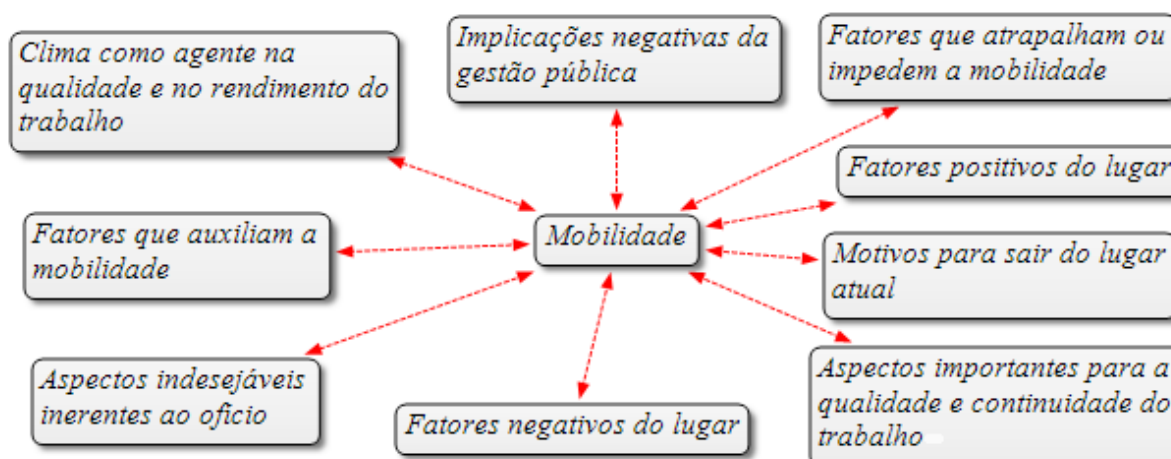 Clima como agente na
qualidade e no rendimento do
trabalho
Implicações negativas da
gestão pública
Fatores que atrapalham ou
impedem a mobilidade
Fatores positivos do lugar
Fatores que auxiliam a
mobilidade
Mobilidade
Motivos para sair do lugar
atual
Aspectos indesejáveis
inerentes ao ofício
Fatores negativos do lugar
Aspectos importantes para a
qualidade e continuidade do
trabalho